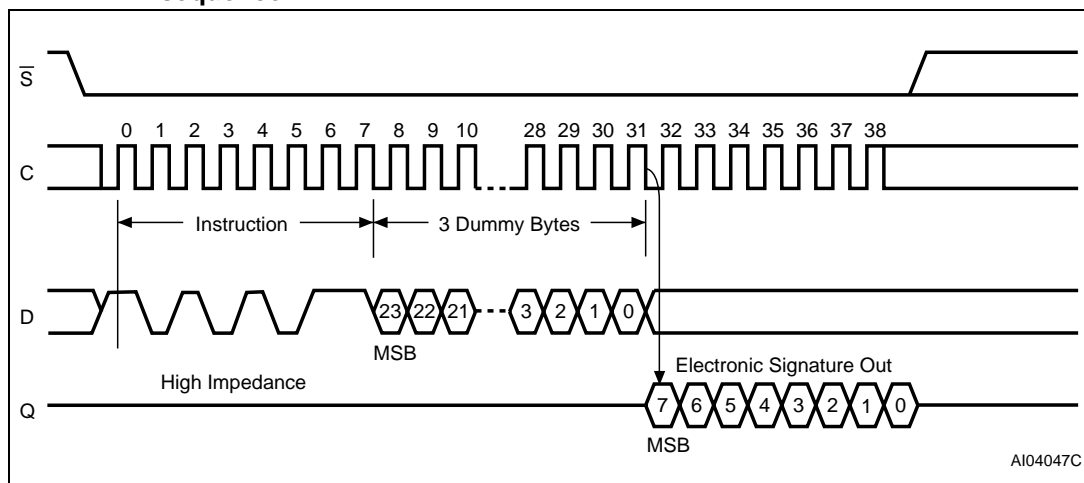 S
0 1 2 3 4 5 6 7 8 9 10 28 29 30 31 32 33 34 35 36 37 38
C
Instruction 3 Dummy Bytes
D
23 22 21 3 2 1 0
MSB
High Impedance
Electronic Signature Out
Q
7 6 5 4 3 2 1 0
MSB
AI04047C